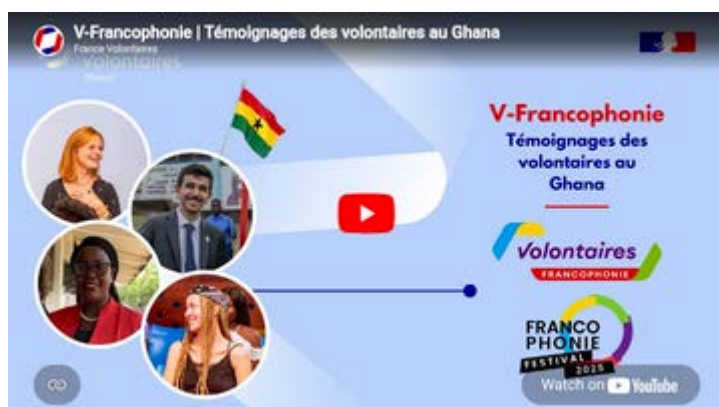 V-Francophonie | Témoignages des volontaires au Ghana
France Volontaires
volontaires
V-Francophonie
Témoignages des
volontaires au
Ghana
Volontaires
FRANCOPHONIE
FRANCO
PHONIE
FESTIVAL
2025
Watch on YouTube